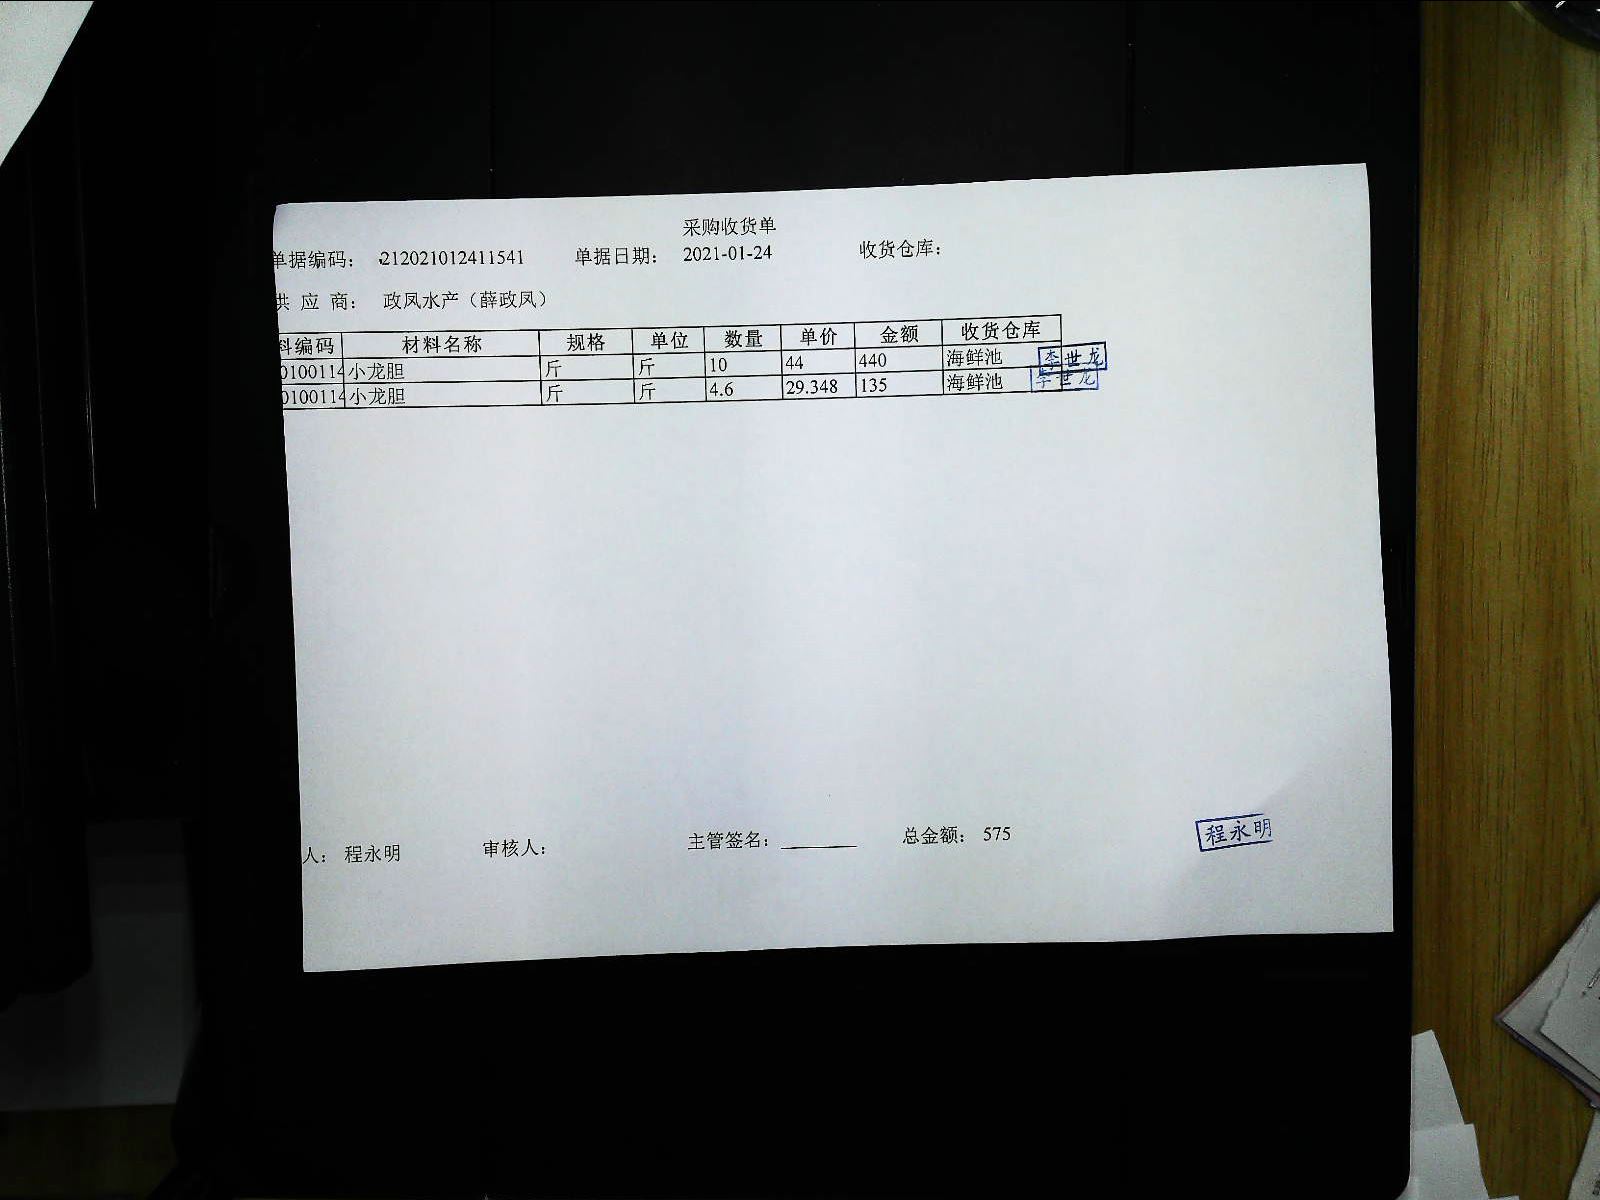 采购收货单
单据编码： 212021012411541 单据日期： 2021-01-24 收货仓库：
供 应 商： 政凤水产（薛政凤）
料编码 材料名称 规格 单位 数量 单价 金额 收货仓库
0100114 小龙胆 斤 斤 10 44 440 海鲜池 李世龙
0100114 小龙胆 斤 斤 4.6 29.348 135 海鲜池 李世龙
人： 程永明 审核人： 主管签名： 总金额： 575 程永明